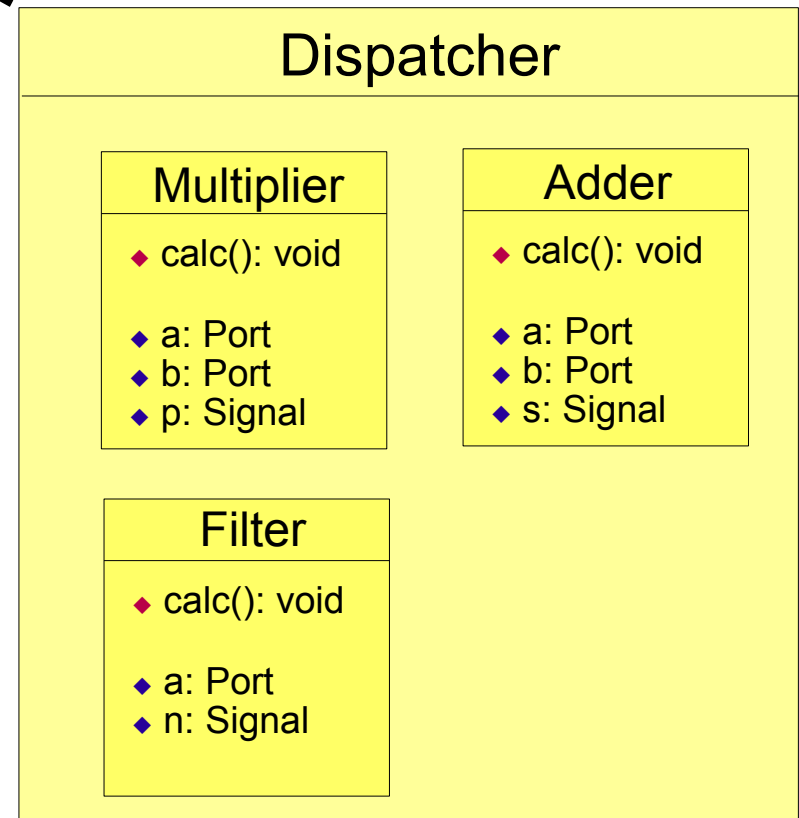 Dispatcher
Multiplier
calc(): void
a: Port
b: Port
p: Signal
Adder
calc(): void
a: Port
b: Port
s: Signal
Filter
calc(): void
a: Port
n: Signal